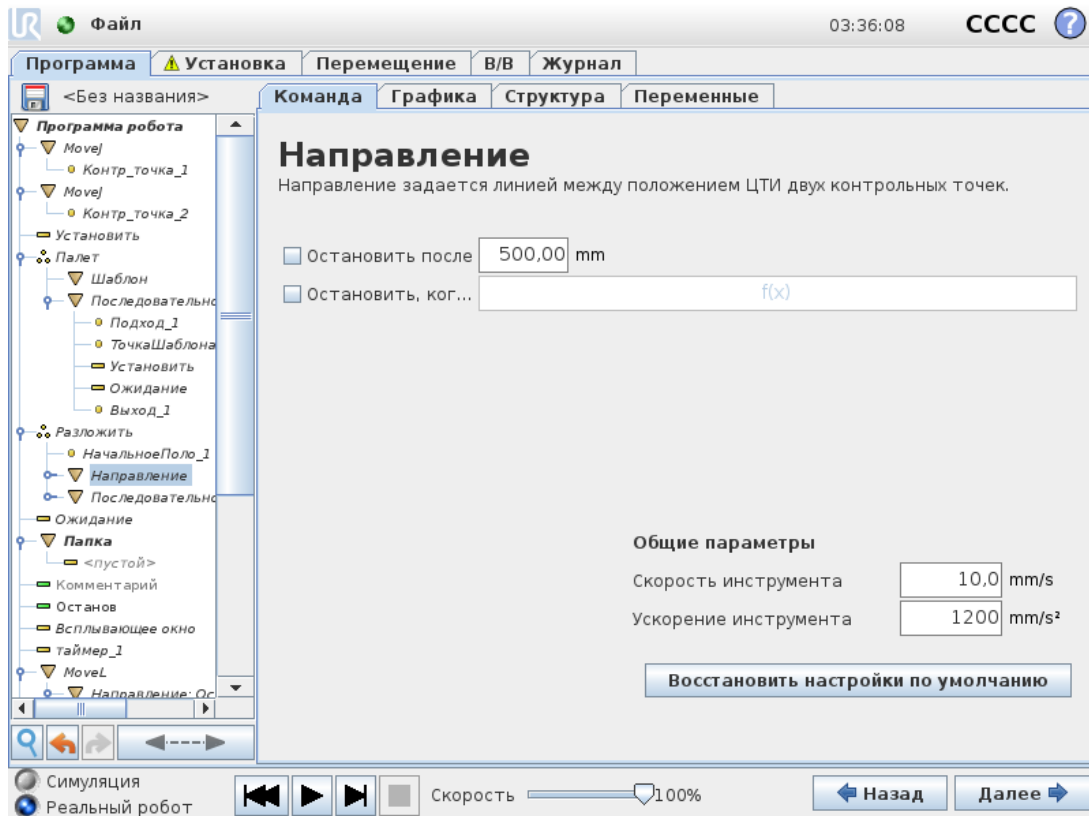 UR Файл 03:36:08 CCCC ?
Программа Установка Перемещение В/В Журнал
<Без названия> Команда Графика Структура Переменные
Программа робота
MoveJ
Контр_точка_1
MoveJ
Контр_точка_2
Установить
Палет
Шаблон
Последовательно
Подход_1
ТочкаШаблона
Установить
Ожидание
Выход_1
Разложить
НачальноеПоло_1
Направление
Последовательно
Ожидание
Папка
<пустой>
Комментарий
Останов
Всплывающее окно
таймер_1
MoveL
Направление: Ос
Направление
Направление задается линией между положением ЦТИ двух контрольных точек.
Остановить после 500,00 mm
Остановить, ког... f(x)
Общие параметры
Скорость инструмента 10,0 mm/s
Ускорение инструмента 1200 mm/s²
Восстановить настройки по умолчанию
Симуляция
Реальный робот
Скорость 100%
Назад Далее